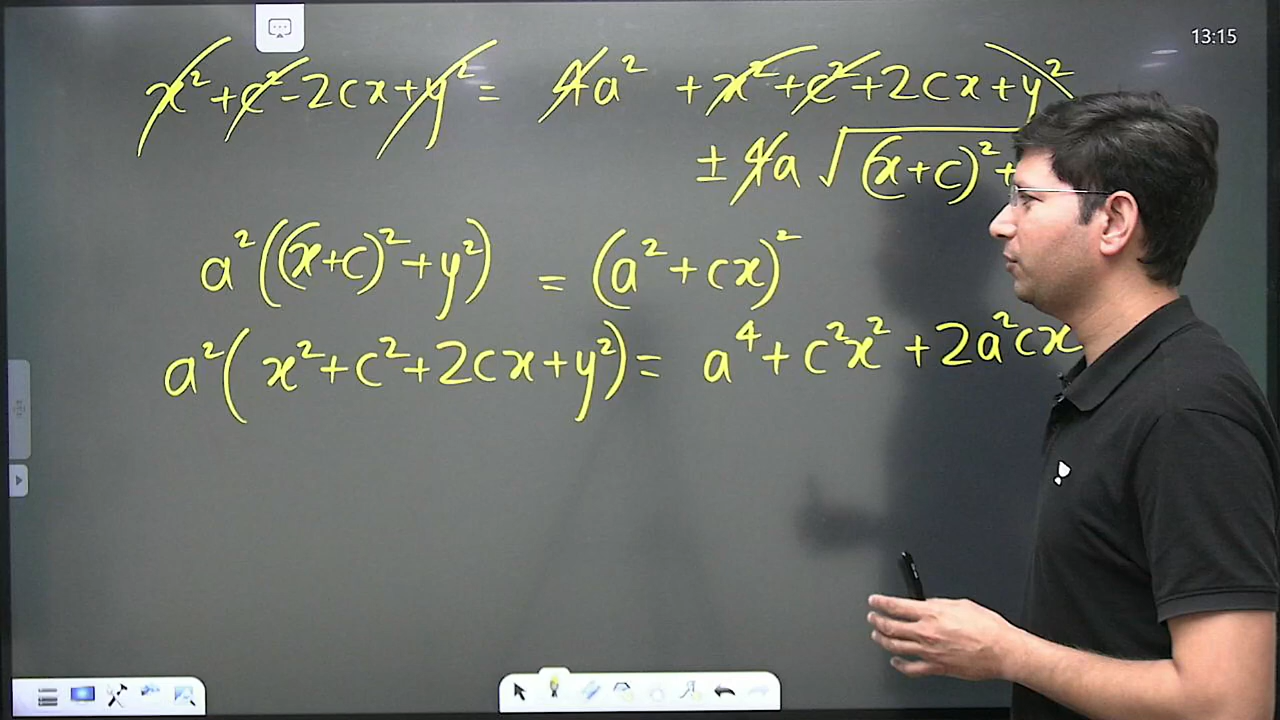 13:15
x² + c² - 2cx + y² = 4a² + x² + c² + 2cx + y²
± 4a √(x+c)² +
a²((x+c)² + y²) = (a² + cx)²
a²(x² + c² + 2cx + y²) = a⁴ + c²x² + 2a²cx